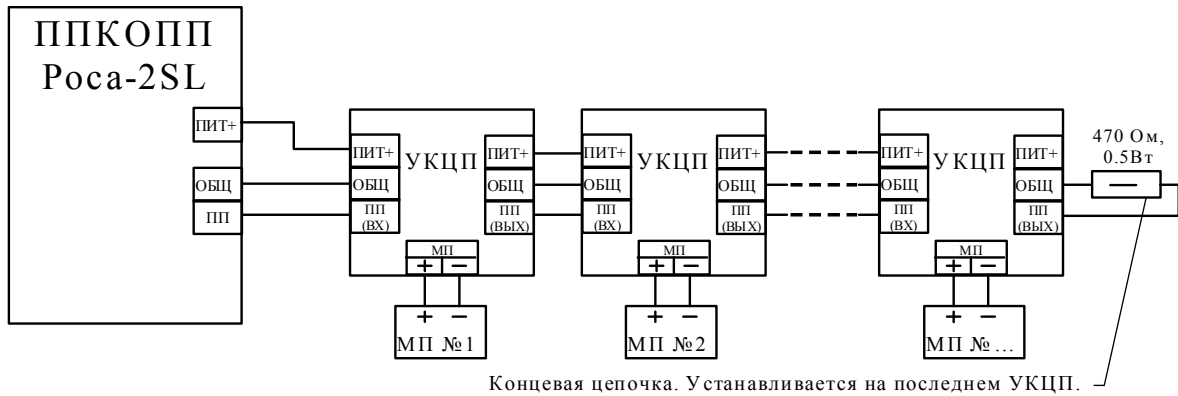 ППКОПП
Роса-2SL
ПИТ+
ОБЩ
ПП
ПИТ+
УКЦП
ПИТ+
ОБЩ
ОБЩ
ПП
(ВХ)
ПП
(ВЫХ)
МП
+ −
+ −
МП №1
ПИТ+
УКЦП
ПИТ+
ОБЩ
ОБЩ
ПП
(ВХ)
ПП
(ВЫХ)
МП
+ −
+ −
МП №2
ПИТ+
УКЦП
ПИТ+
ОБЩ
ОБЩ
ПП
(ВХ)
ПП
(ВЫХ)
МП
+ −
+ −
МП №...
470 Ом,
0.5Вт
Концевая цепочка. Устанавливается на последнем УКЦП.